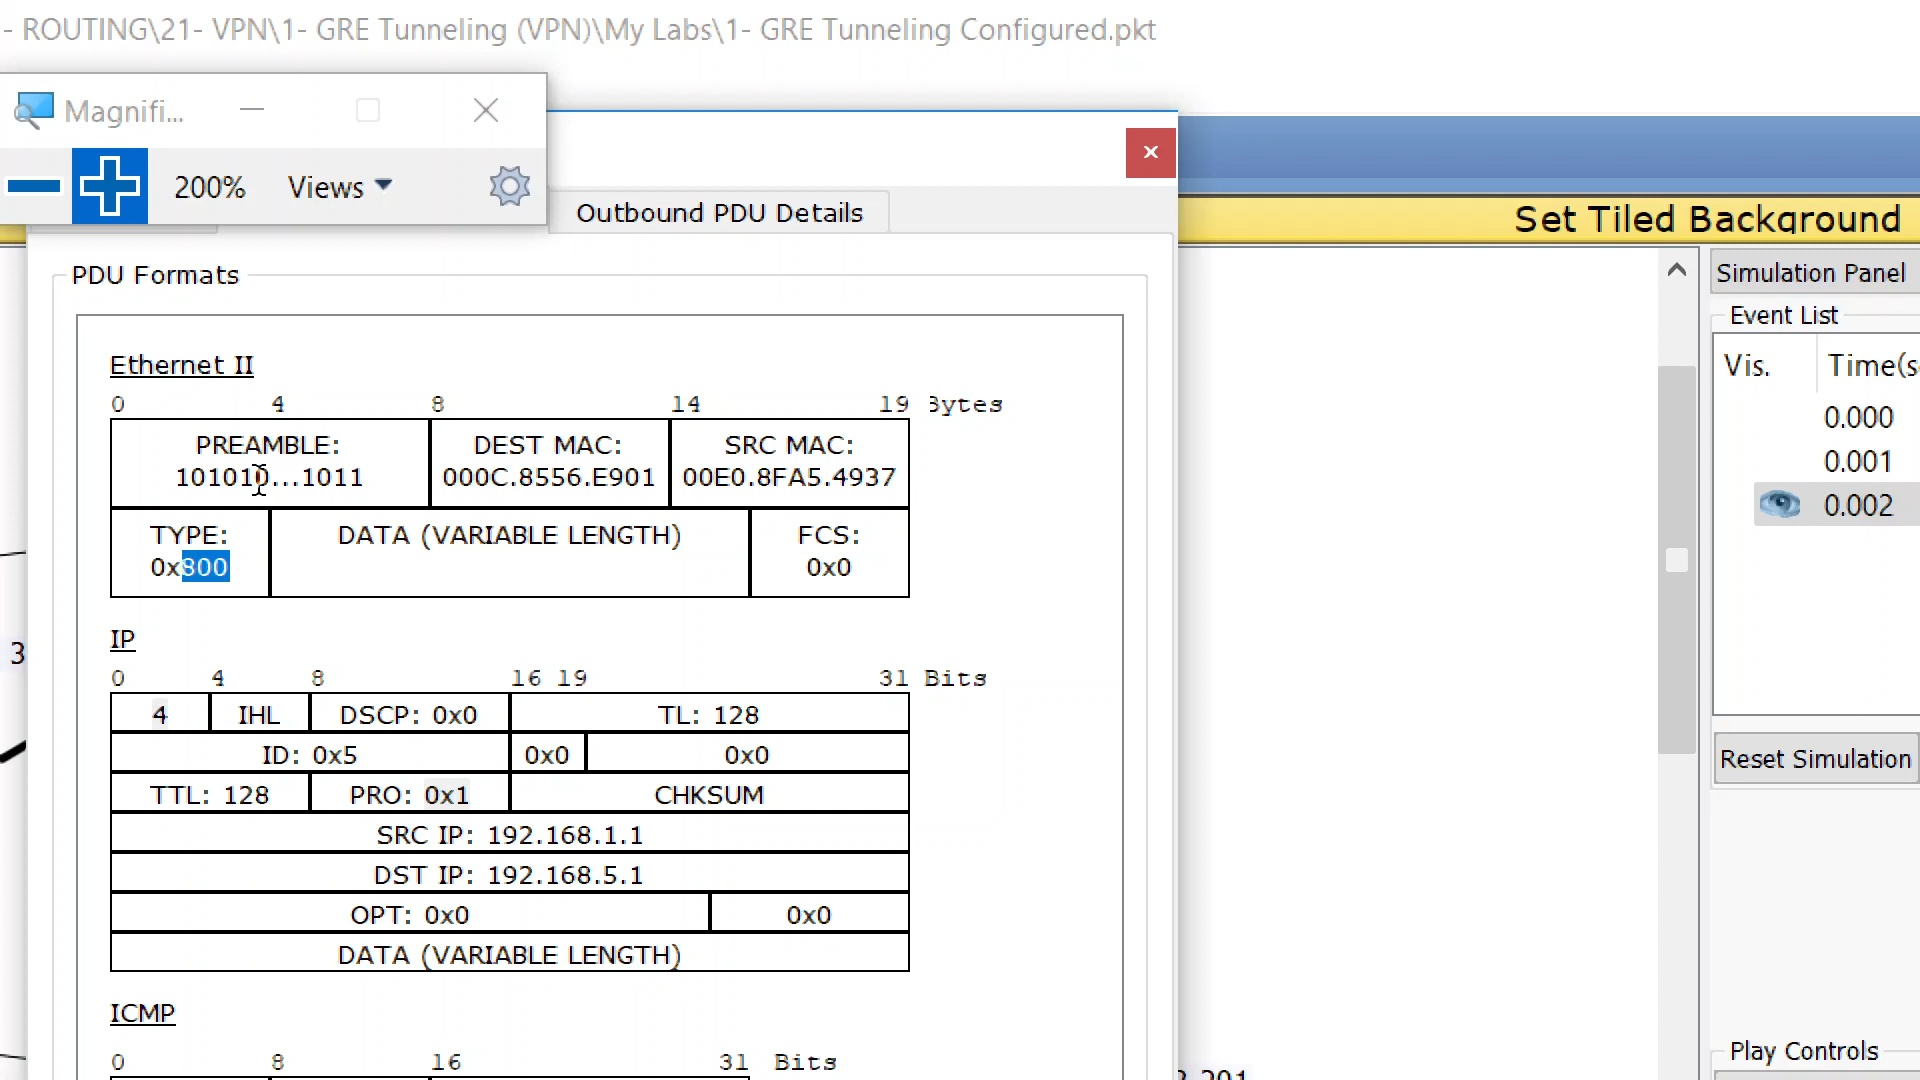 - ROUTING\21- VPN\1- GRE Tunneling (VPN)\My Labs\1- GRE Tunneling Configured.pkt
Magnifi...
200% Views
Outbound PDU Details
Set Tiled Background
PDU Formats
Ethernet II
0 4 8 14 19 Bytes
PREAMBLE: DEST MAC: SRC MAC:
101010...1011 000C.8556.E901 00E0.8FA5.4937
TYPE: DATA (VARIABLE LENGTH) FCS:
0x800 0x0
IP
0 4 8 16 19 31 Bits
4 IHL DSCP: 0x0 TL: 128
ID: 0x5 0x0 0x0
TTL: 128 PRO: 0x1 CHKSUM
SRC IP: 192.168.1.1
DST IP: 192.168.5.1
OPT: 0x0 0x0
DATA (VARIABLE LENGTH)
ICMP
0 8 16 31 Bits
3
Simulation Panel
Event List
Vis. Time(s
0.000
0.001
0.002
Reset Simulation
Play Controls